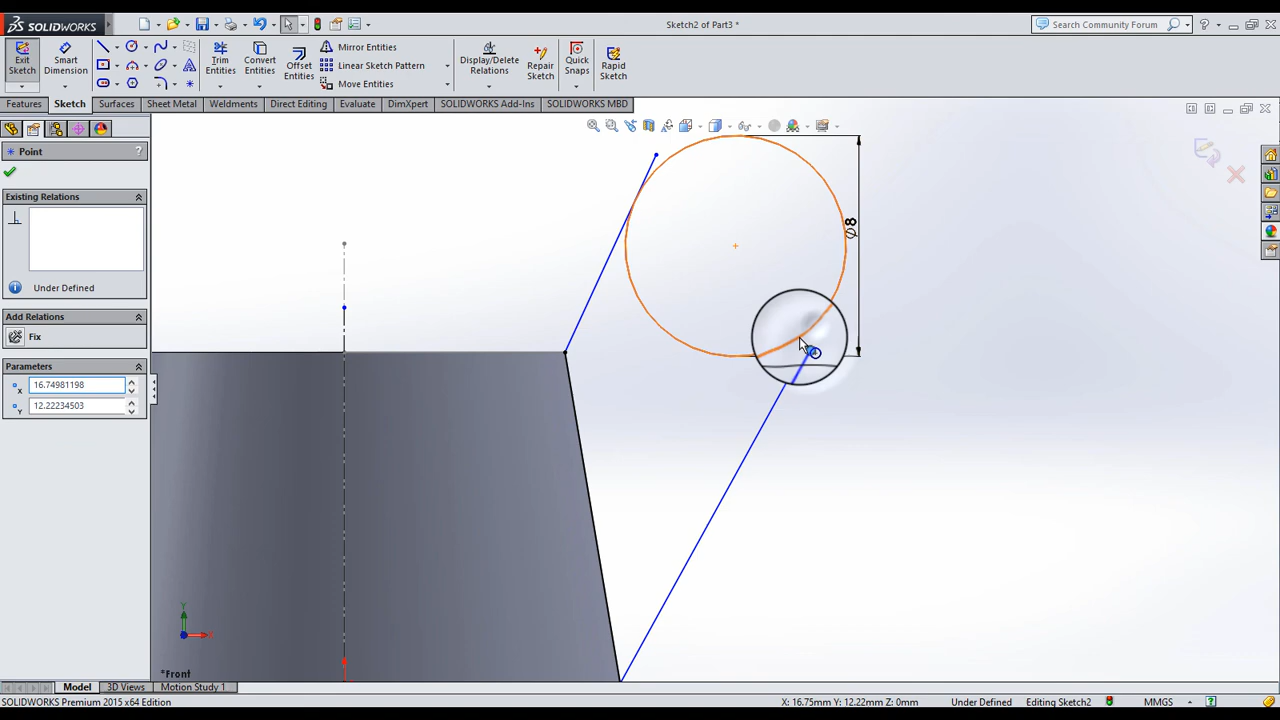 SOLIDWORKS
Sketch2 of Part3 *
Search Community Forum
Exit Sketch
Smart Dimension
Trim Entities
Convert Entities
Offset Entities
Mirror Entities
Linear Sketch Pattern
Move Entities
Display/Delete Relations
Repair Sketch
Quick Snaps
Rapid Sketch
Features
Sketch
Surfaces
Sheet Metal
Weldments
Direct Editing
Evaluate
DimXpert
SOLIDWORKS Add-Ins
SOLIDWORKS MBD
Point
?
Existing Relations
Under Defined
Add Relations
Fix
Parameters
X 16.74981198
Y 12.22234503
∅8
Y
X
*Front
Model
3D Views
Motion Study 1
SOLIDWORKS Premium 2015 x64 Edition
X: 16.75mm Y: 12.22mm Z: 0mm
Under Defined
Editing Sketch2
MMGS